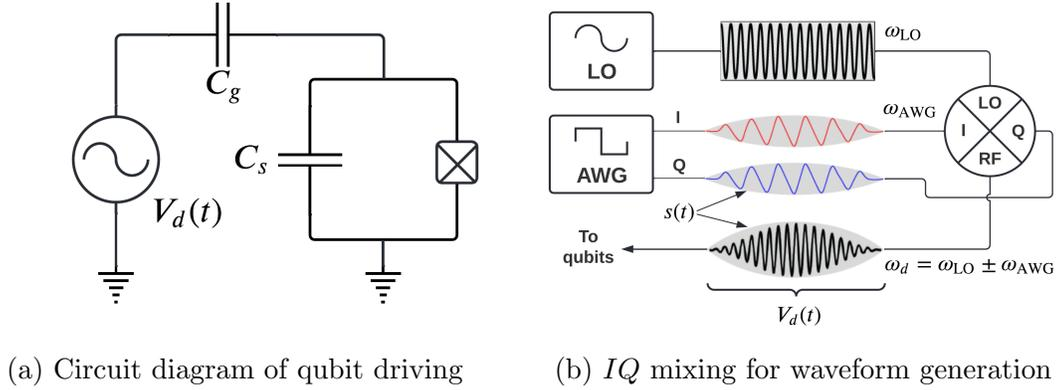 C_g
C_s
V_d(t)
(a) Circuit diagram of qubit driving
LO
ω_LO
AWG
I
ω_AWG
Q
s(t)
LO
I
Q
RF
To
qubits
ω_d = ω_LO ± ω_AWG
V_d(t)
(b) IQ mixing for waveform generation